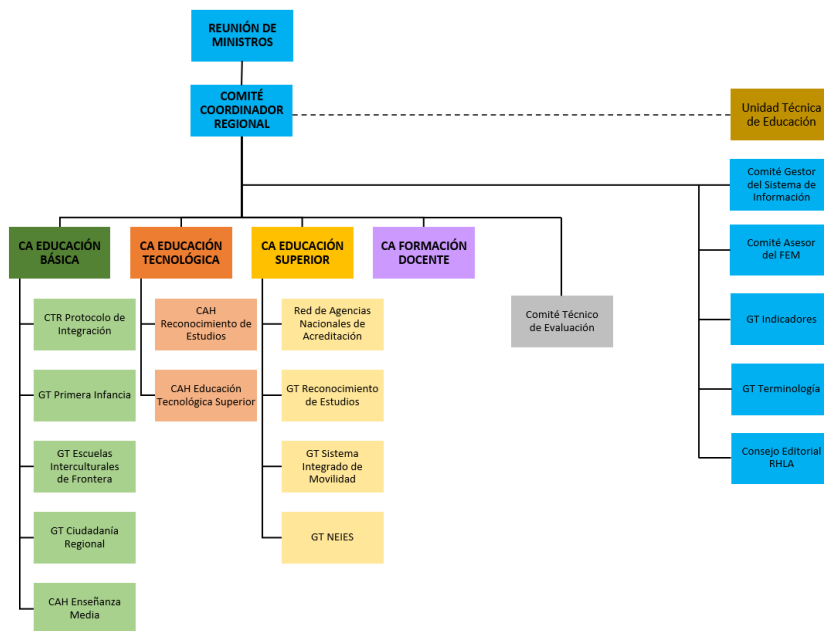 REUNIÓN DE
MINISTROS
COMITÉ
COORDINADOR
REGIONAL
Unidad Técnica
de Educación
Comité Gestor
del Sistema de
Información
Comité Asesor
del FEM
GT Indicadores
GT Terminología
Consejo Editorial
RHLA
CA EDUCACIÓN
BÁSICA
CA EDUCACIÓN
TECNOLÓGICA
CA EDUCACIÓN
SUPERIOR
CA FORMACIÓN
DOCENTE
Comité Técnico
de Evaluación
CTR Protocolo de
Integración
GT Primera Infancia
GT Escuelas
Interculturales
de Frontera
GT Ciudadanía
Regional
CAH Enseñanza
Media
CAH
Reconocimiento de
Estudios
CAH Educación
Tecnológica Superior
Red de Agencias
Nacionales de
Acreditación
GT Reconocimiento
de Estudios
GT Sistema
Integrado de
Movilidad
GT NEIES